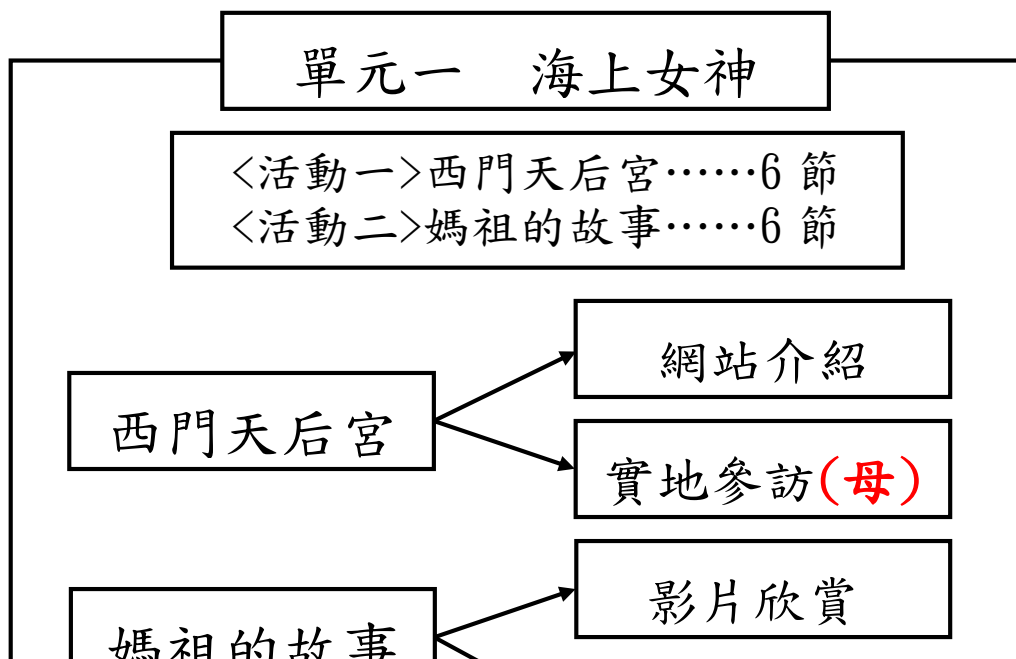 單元一　海上女神
<活動一>西門天后宮⋯⋯6 節
<活動二>媽祖的故事⋯⋯6 節
網站介紹
西門天后宮
實地參訪(母)
影片欣賞
媽祖的故事